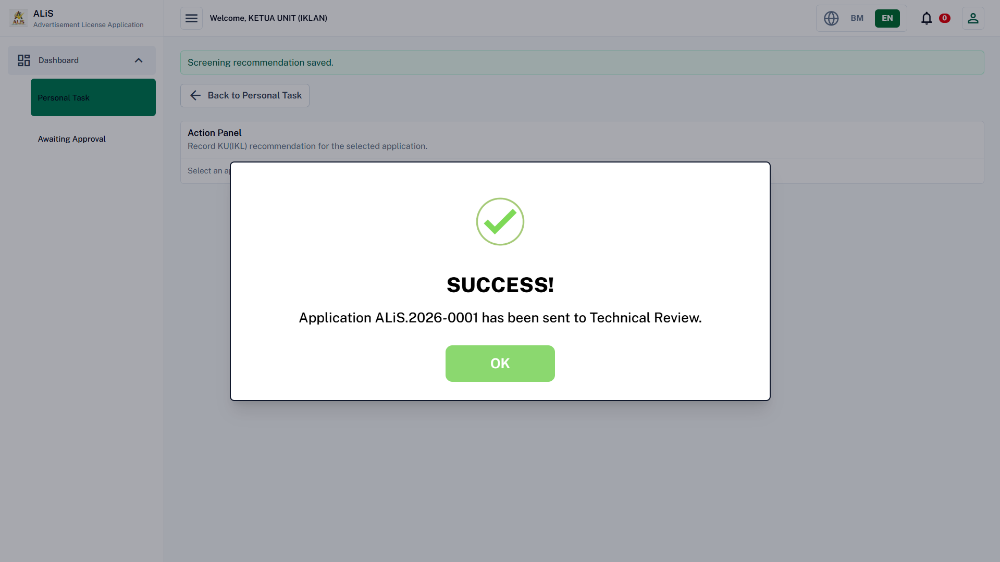 ALiS
Advertisement License Application
Welcome, KETUA UNIT (IKLAN)
BM
EN
0
Dashboard
Personal Task
Awaiting Approval
Screening recommendation saved.
Back to Personal Task
Action Panel
Record KU(IKL) recommendation for the selected application.
Select an
SUCCESS!
Application ALiS.2026-0001 has been sent to Technical Review.
OK